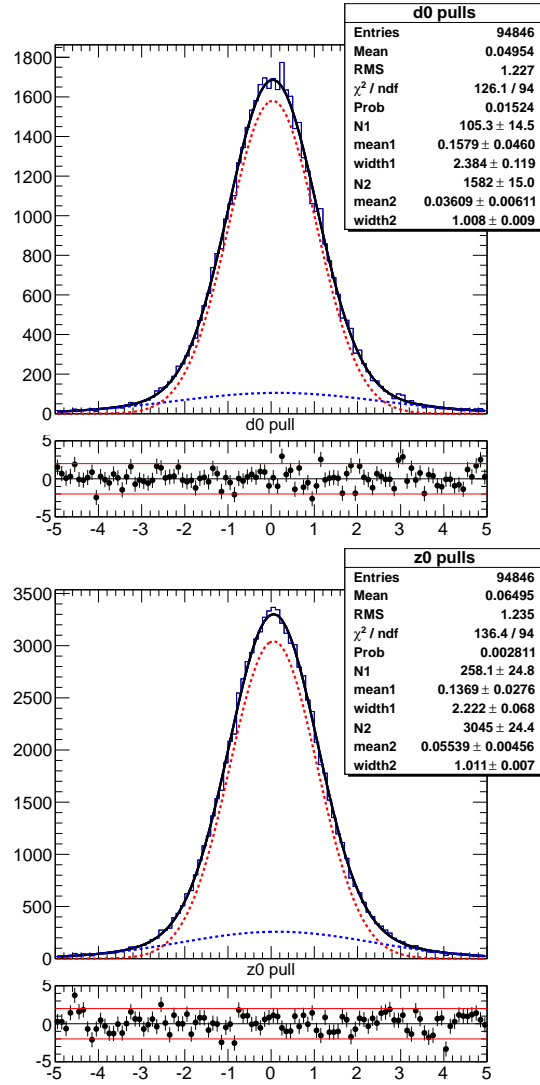 d0 pulls
Entries 94846
Mean 0.04954
RMS 1.227
χ² / ndf 126.1 / 94
Prob 0.01524
N1 105.3 ± 14.5
mean1 0.1579 ± 0.0460
width1 2.384 ± 0.119
N2 1582 ± 15.0
mean2 0.03609 ± 0.00611
width2 1.008 ± 0.009
1800
1600
1400
1200
1000
800
600
400
200
0
d0 pull
5
0
-5
-5 -4 -3 -2 -1 0 1 2 3 4 5
z0 pulls
Entries 94846
Mean 0.06495
RMS 1.235
χ² / ndf 136.4 / 94
Prob 0.002811
N1 258.1 ± 24.8
mean1 0.1369 ± 0.0276
width1 2.222 ± 0.068
N2 3045 ± 24.4
mean2 0.05539 ± 0.00456
width2 1.011 ± 0.007
3500
3000
2500
2000
1500
1000
500
0
z0 pull
5
0
-5
-5 -4 -3 -2 -1 0 1 2 3 4 5